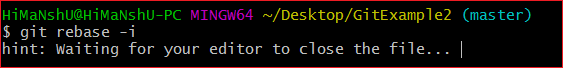 HiMaNshU@HiMaNshU-PC MINGW64 ~/Desktop/GitExample2 (master)
$ git rebase -i
hint: Waiting for your editor to close the file...